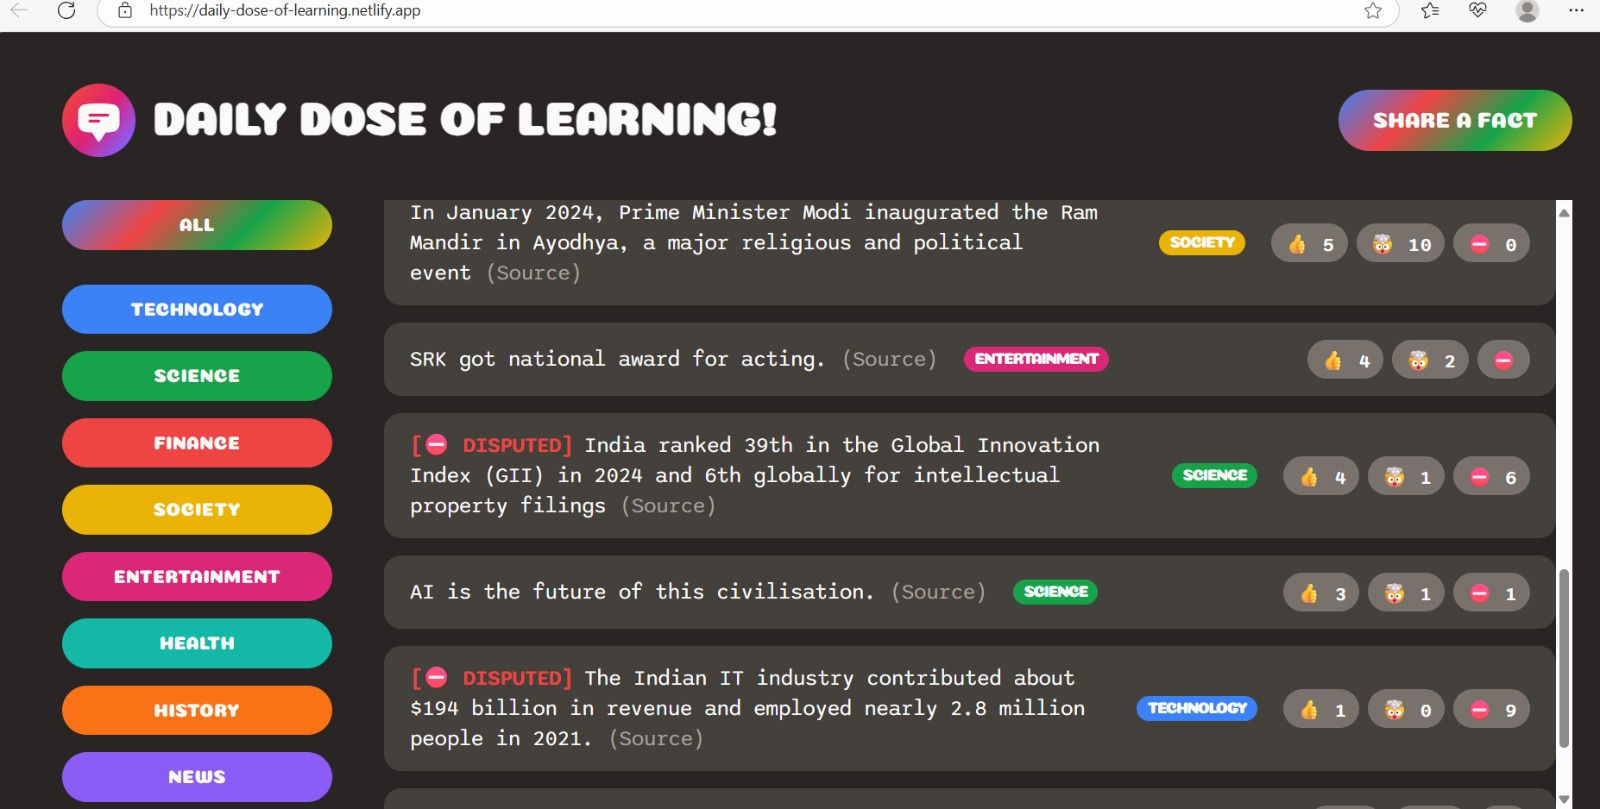 https://daily-dose-of-learning.netlify.app
DAILY DOSE OF LEARNING!
SHARE A FACT
ALL
TECHNOLOGY
SCIENCE
FINANCE
SOCIETY
ENTERTAINMENT
HEALTH
HISTORY
NEWS
In January 2024, Prime Minister Modi inaugurated the Ram
Mandir in Ayodhya, a major religious and political
event (Source)
SOCIETY
👍 5 🤯 10 ⛔ 0
SRK got national award for acting. (Source) ENTERTAINMENT
👍 4 🤯 2 ⛔
[⛔ DISPUTED] India ranked 39th in the Global Innovation
Index (GII) in 2024 and 6th globally for intellectual
property filings (Source)
SCIENCE
👍 4 🤯 1 ⛔ 6
AI is the future of this civilisation. (Source) SCIENCE
👍 3 🤯 1 ⛔ 1
[⛔ DISPUTED] The Indian IT industry contributed about
$194 billion in revenue and employed nearly 2.8 million
people in 2021. (Source)
TECHNOLOGY
👍 1 🤯 0 ⛔ 9